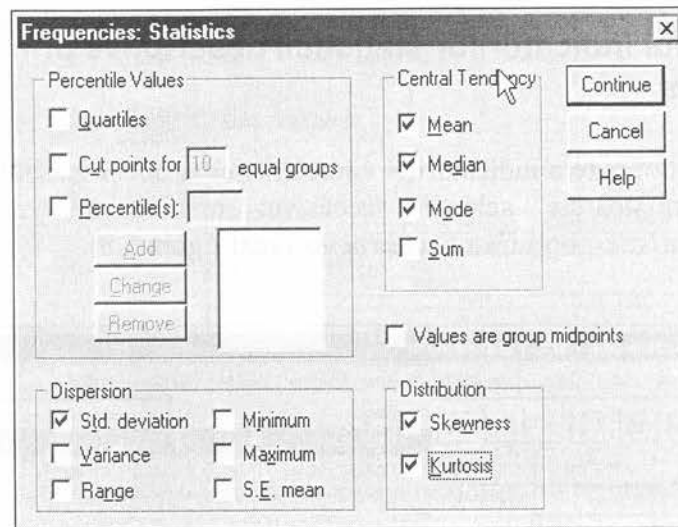 Frequencies: Statistics
Percentile Values
Quartiles
Cut points for 10 equal groups
Percentile(s):
Add
Change
Remove
Central Tendency
Mean
Median
Mode
Sum
Continue
Cancel
Help
Values are group midpoints
Dispersion
Std. deviation
Minimum
Variance
Maximum
Range
S.E. mean
Distribution
Skewness
Kurtosis